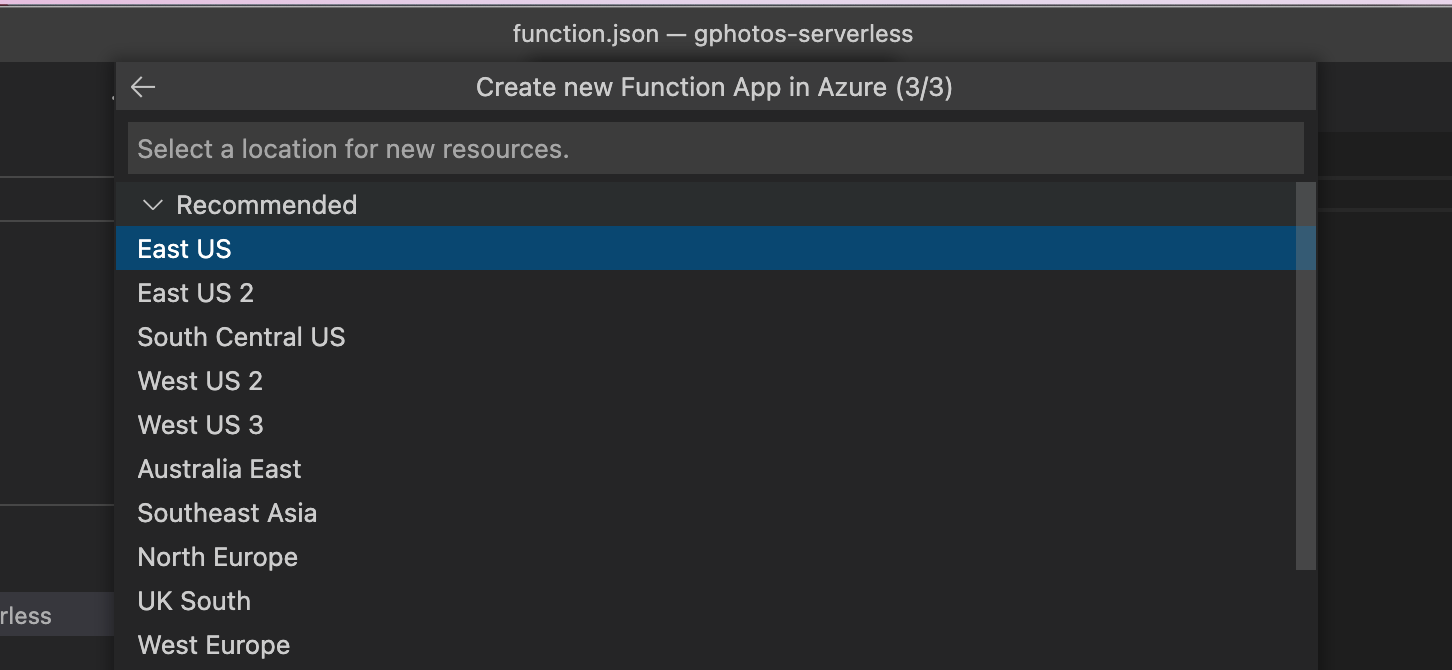 function.json — gphotos-serverless
Create new Function App in Azure (3/3)
Select a location for new resources.
Recommended
East US
East US 2
South Central US
West US 2
West US 3
Australia East
Southeast Asia
North Europe
UK South
rless
West Europe